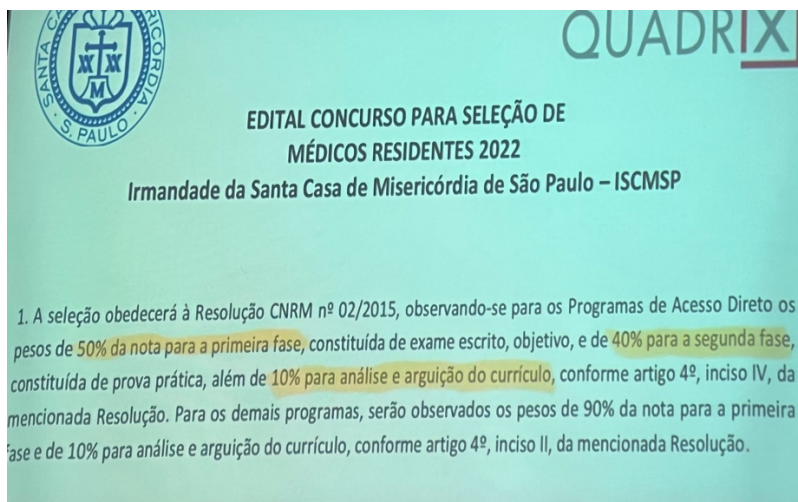 SANTA CA
RICÓRDIA
S. PAULO
M
QUADRIX
EDITAL CONCURSO PARA SELEÇÃO DE
MÉDICOS RESIDENTES 2022
Irmandade da Santa Casa de Misericórdia de São Paulo – ISCMSP
1. A seleção obedecerá à Resolução CNRM nº 02/2015, observando-se para os Programas de Acesso Direto os
pesos de 50% da nota para a primeira fase, constituída de exame escrito, objetivo, e de 40% para a segunda fase,
constituída de prova prática, além de 10% para análise e arguição do currículo, conforme artigo 4º, inciso IV, da
mencionada Resolução. Para os demais programas, serão observados os pesos de 90% da nota para a primeira
fase e de 10% para análise e arguição do currículo, conforme artigo 4º, inciso II, da mencionada Resolução.